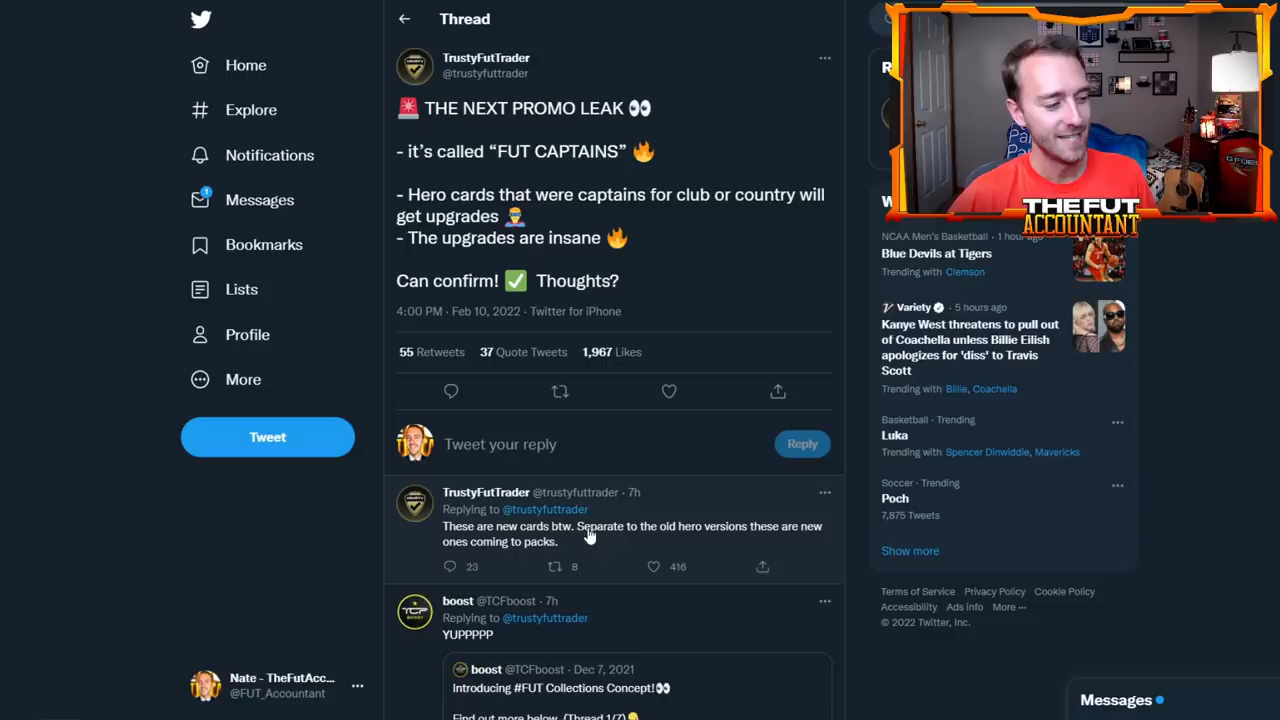 Thread
Home
Explore
Notifications
1
Messages
Bookmarks
Lists
Profile
More
Tweet
Nate - TheFutAcc...
@FUT_Accountant
TrustyFutTrader
@trustyfuttrader
🚨 THE NEXT PROMO LEAK 👀
- it’s called “FUT CAPTAINS” 🔥
- Hero cards that were captains for club or country will
get upgrades 🦸‍♂️
- The upgrades are insane 🔥
Can confirm! ✅ Thoughts?
4:00 PM · Feb 10, 2022 · Twitter for iPhone
55 Retweets 37 Quote Tweets 1,967 Likes
Tweet your reply
Reply
TrustyFutTrader @trustyfuttrader · 7h
Replying to @trustyfuttrader
These are new cards btw. Separate to the old hero versions these are new
ones coming to packs.
23 8 416
boost @TCFboost · 7h
Replying to @trustyfuttrader
YUPPPPP
boost @TCFboost · Dec 7, 2021
Introducing #FUT Collections Concept!👀
Find out more below. (Thread 1/7)
THE FUT
ACCOUNTANT
NCAA Men's Basketball · 1 hour ago
Blue Devils at Tigers
Trending with Clemson
Variety · 5 hours ago
Kanye West threatens to pull out
of Coachella unless Billie Eilish
apologizes for 'diss' to Travis
Scott
Trending with Billie, Coachella
Basketball · Trending
Luka
Trending with Spencer Dinwiddie, Mavericks
Soccer · Trending
Poch
7,875 Tweets
Show more
Terms of Service Privacy Policy Cookie Policy
Accessibility Ads info More ···
© 2022 Twitter, Inc.
Messages